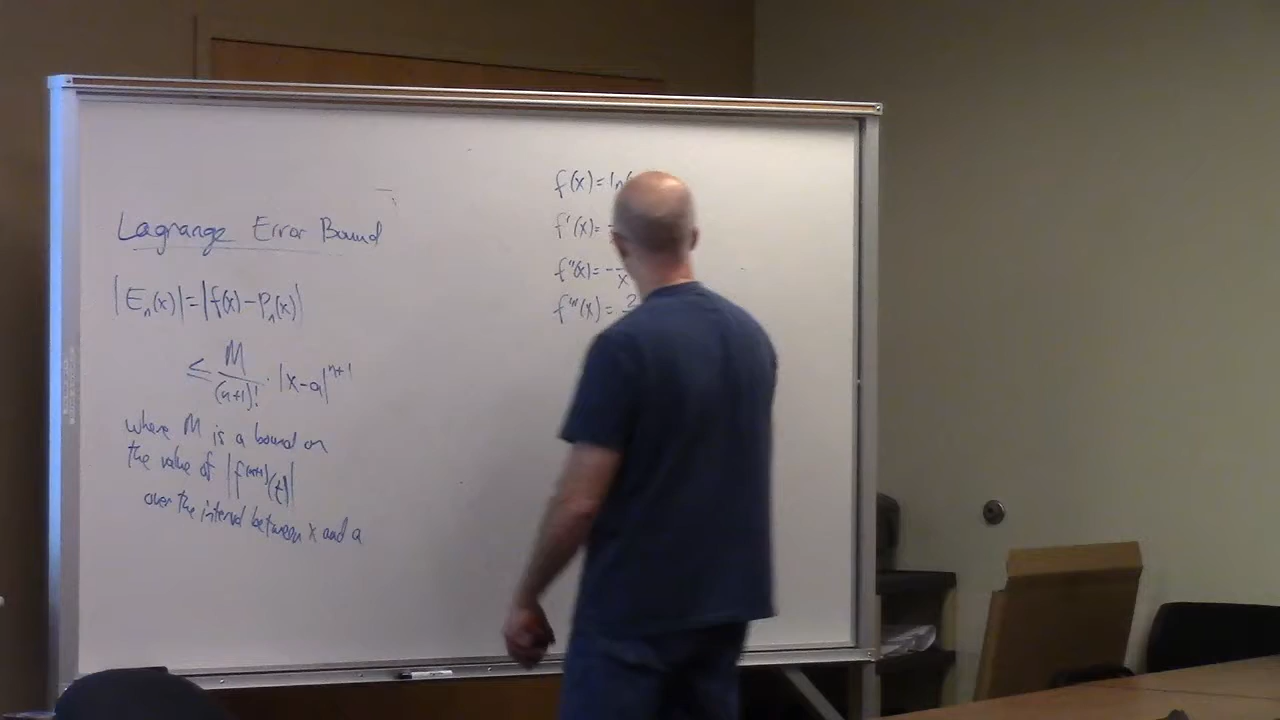 Lagrange Error Bound
|Eₙ(x)| = |f(x) - Pₙ(x)|
≤ M/(n+1)! · |x-a|ⁿ⁺¹
where M is a bound on
the value of |f⁽ⁿ⁺¹⁾(t)|
over the interval between x and a
f(x) = ln
f'(x) =
f''(x) = - /x
f'''(x) = 2